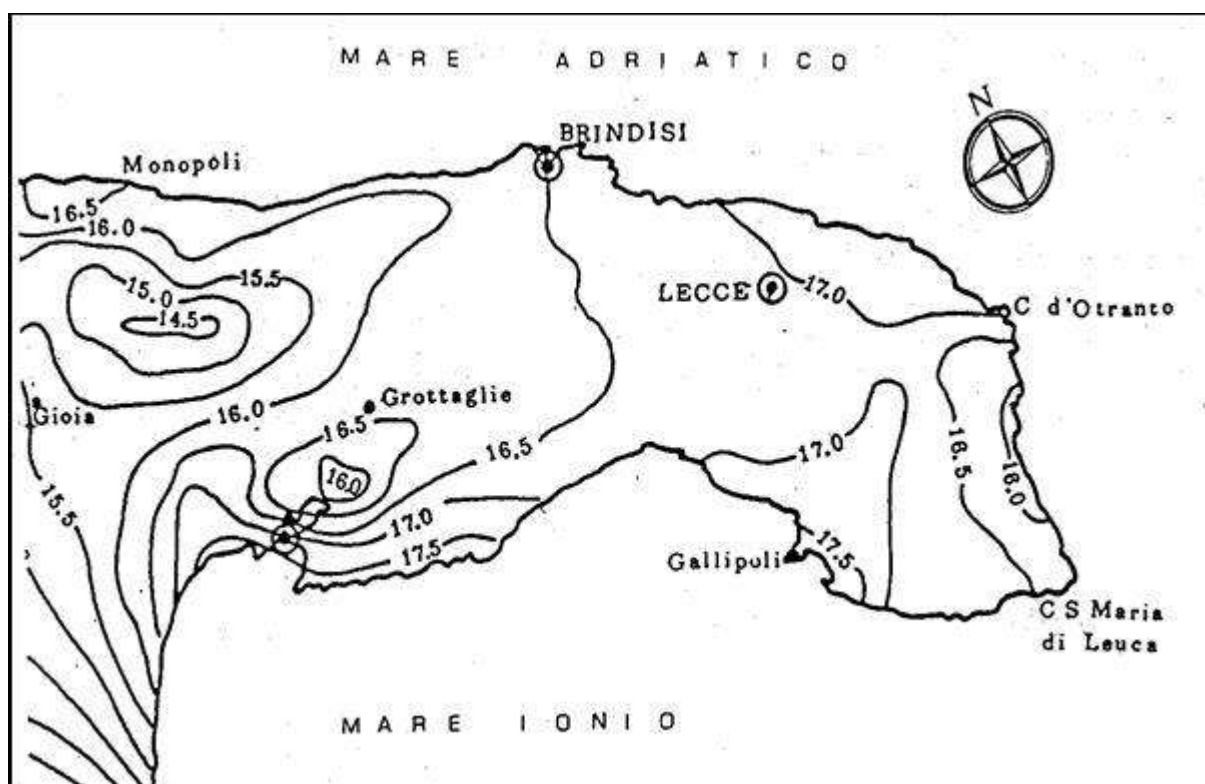 MARE ADRIATICO
N
BRINDISI
Monopoli
16.5
16.0
15.5
15.0
14.5
LECCE
17.0
C d'Otranto
Gioia
16.0
Grottaglie
16.5
16.0
16.5
17.0
16.5
16.0
15.5
17.0
17.5
Gallipoli
17.5
C S Maria
di Leuca
MARE IONIO